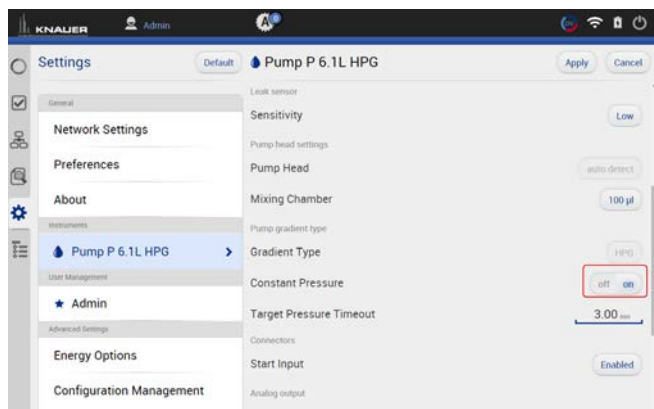 KNAUER Admin A
Settings Default Pump P 6.1L HPG Apply Cancel
Leak sensor
General
Sensitivity Low
Network Settings
Pump head settings
Preferences
Pump Head auto detect
About
Mixing Chamber 100 µl
Instruments
Pump gradient type
Pump P 6.1L HPG
Gradient Type HPG
User Management
Constant Pressure off on
Admin
Target Pressure Timeout 3.00
Advanced Settings
Connectors
Energy Options
Start Input Enabled
Configuration Management
Analog output